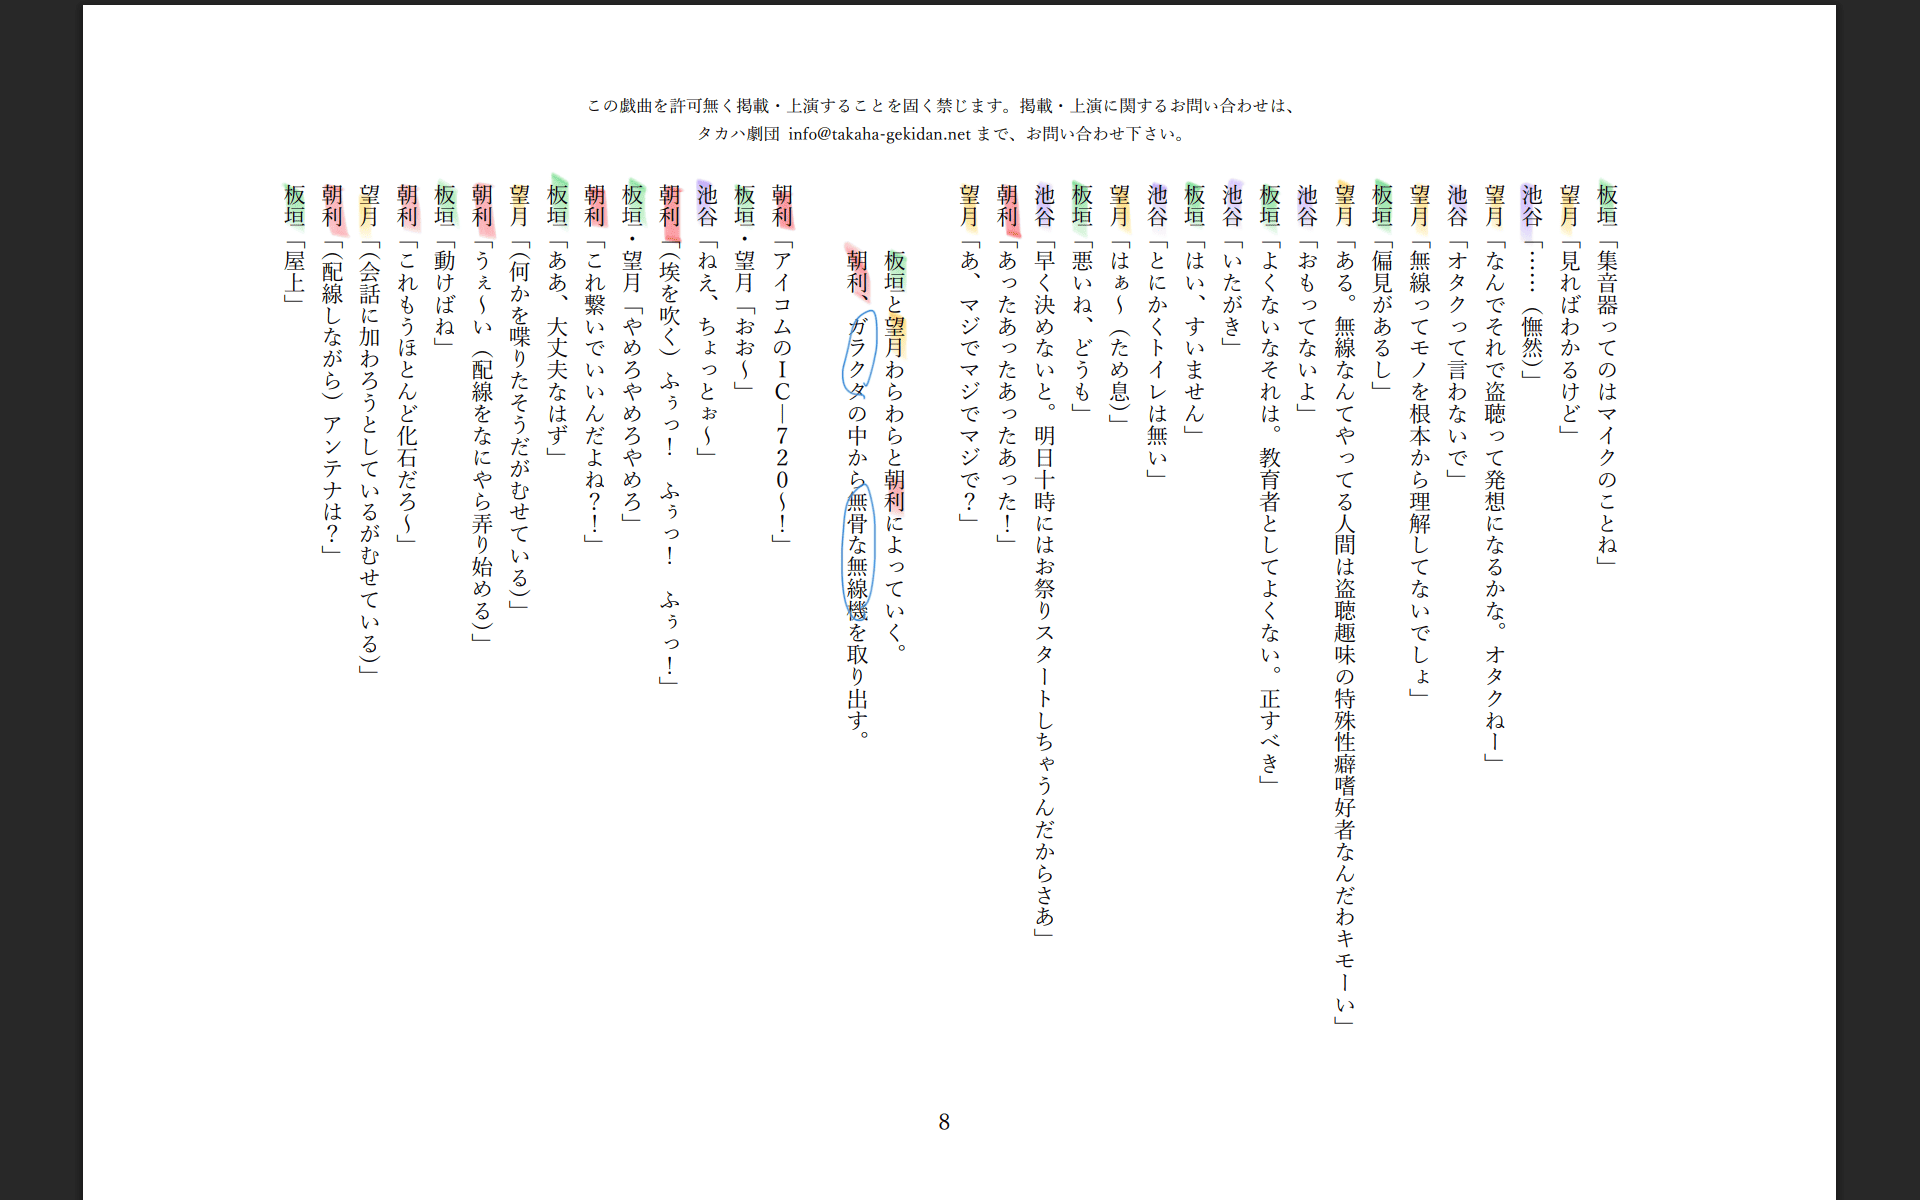 この戯曲を許可無く掲載・上演することを固く禁じます。掲載・上演に関するお問い合わせは、
タカハ劇団 info@takaha-gekidan.net まで、お問い合わせ下さい。
板垣「集音器ってのはマイクのことね」
望月「見ればわかるけど」
池谷「……（憮然）」
望月「なんでそれで盗聴って発想になるかな。オタクねー」
池谷「オタクって言わないで」
望月「無線ってモノを根本から理解してないでしょ」
板垣「偏見があるし」
望月「ある。無線なんてやってる人間は盗聴趣味の特殊性癖嗜好者なんだわキモーい」
池谷「おもってないよ」
板垣「よくないなそれは。教育者としてよくない。正すべき」
池谷「いたがき」
板垣「はい、すいません」
池谷「とにかくトイレは無い」
望月「はぁ～（ため息）」
板垣「悪いね、どうも」
池谷「早く決めないと。明日十時にはお祭りスタートしちゃうんだからさあ」
朝利「あったあったあったあったあった！」
望月「あ、マジでマジでマジで？」
板垣と望月わらわらと朝利によっていく。
朝利、ガラクタの中から無骨な無線機を取り出す。
朝利「アイコムのＩＣ―７２０～！」
板垣・望月「おお～」
池谷「ねえ、ちょっとぉ～」
朝利「（埃を吹く）ふぅっ！　ふぅっ！　ふぅっ！」
板垣・望月「やめろやめろやめろ」
朝利「これ繋いでいいんだよね？！」
板垣「ああ、大丈夫なはず」
望月「（何かを喋りたそうだがむせている）」
朝利「うぇ～い（配線をなにやら弄り始める）」
板垣「動けばね」
朝利「これもうほとんど化石だろ～」
望月「（会話に加わろうとしているがむせている）」
朝利「（配線しながら）アンテナは？」
板垣「屋上」
8